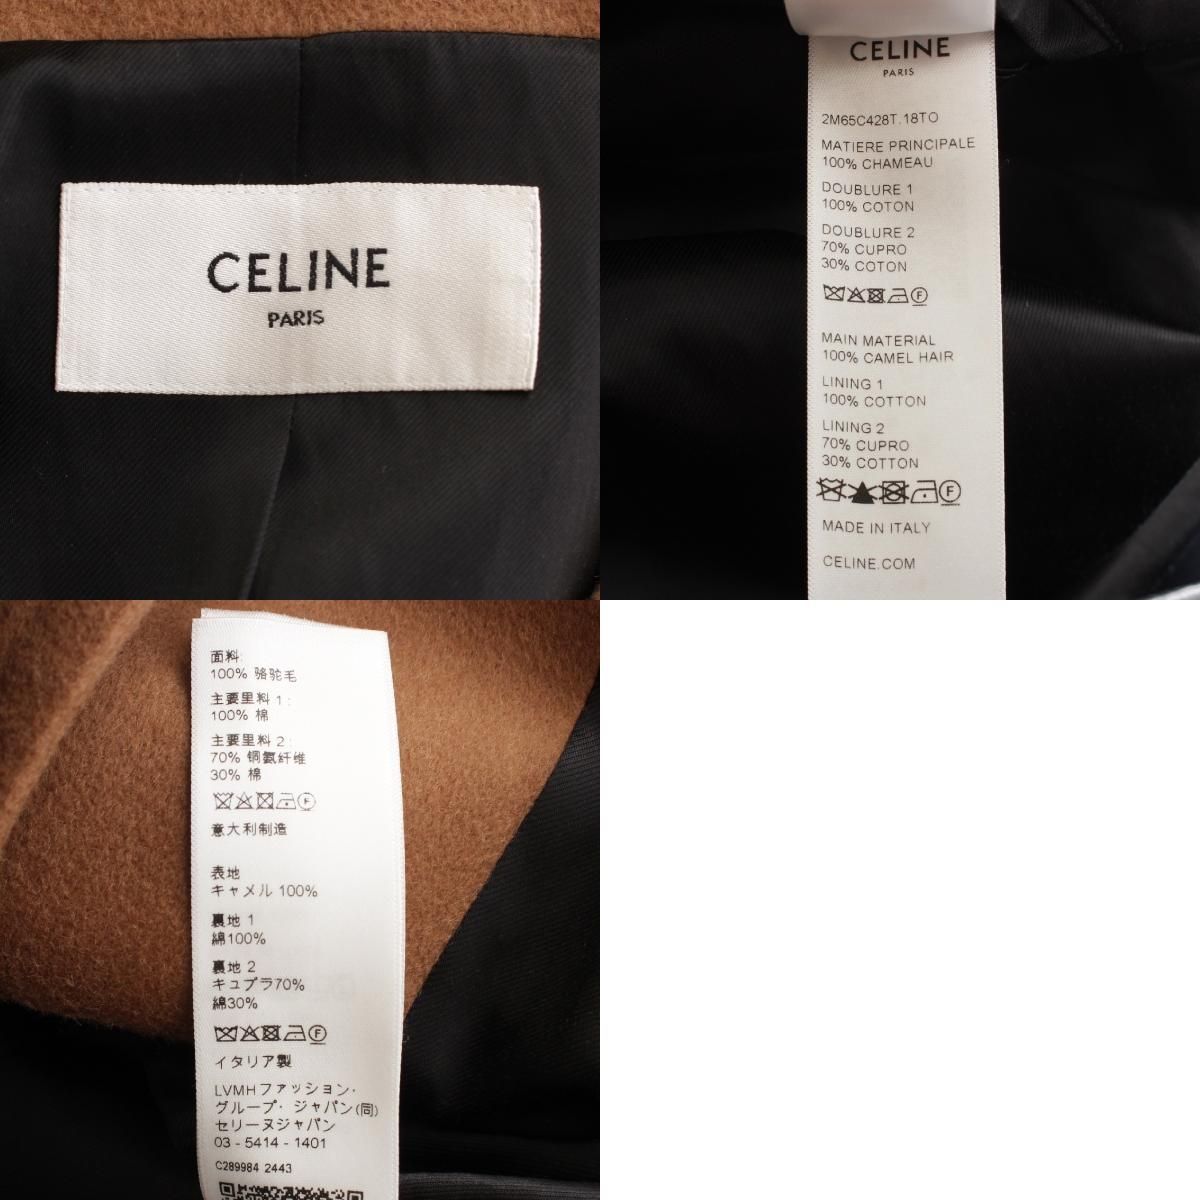 CELINE
PARIS
CELINE
PARIS
2M65C428T.18TO
MATIERE PRINCIPALE
100% CHAMEAU
DOUBLURE 1
100% COTON
DOUBLURE 2
70% CUPRO
30% COTON
F
MAIN MATERIAL
100% CAMEL HAIR
LINING 1
100% COTTON
LINING 2
70% CUPRO
30% COTTON
F
MADE IN ITALY
CELINE.COM
面料:
100% 骆驼毛
主要里料 1:
100% 棉
主要里料 2:
70% 铜氨纤维
30% 棉
F
意大利制造
表地
キャメル 100%
裏地 1
綿100%
裏地 2
キュプラ70%
綿30%
F
イタリア製
LVMHファッション・
グループ・ジャパン(同)
セリーヌジャパン
03 - 5414 - 1401
C289984 2443